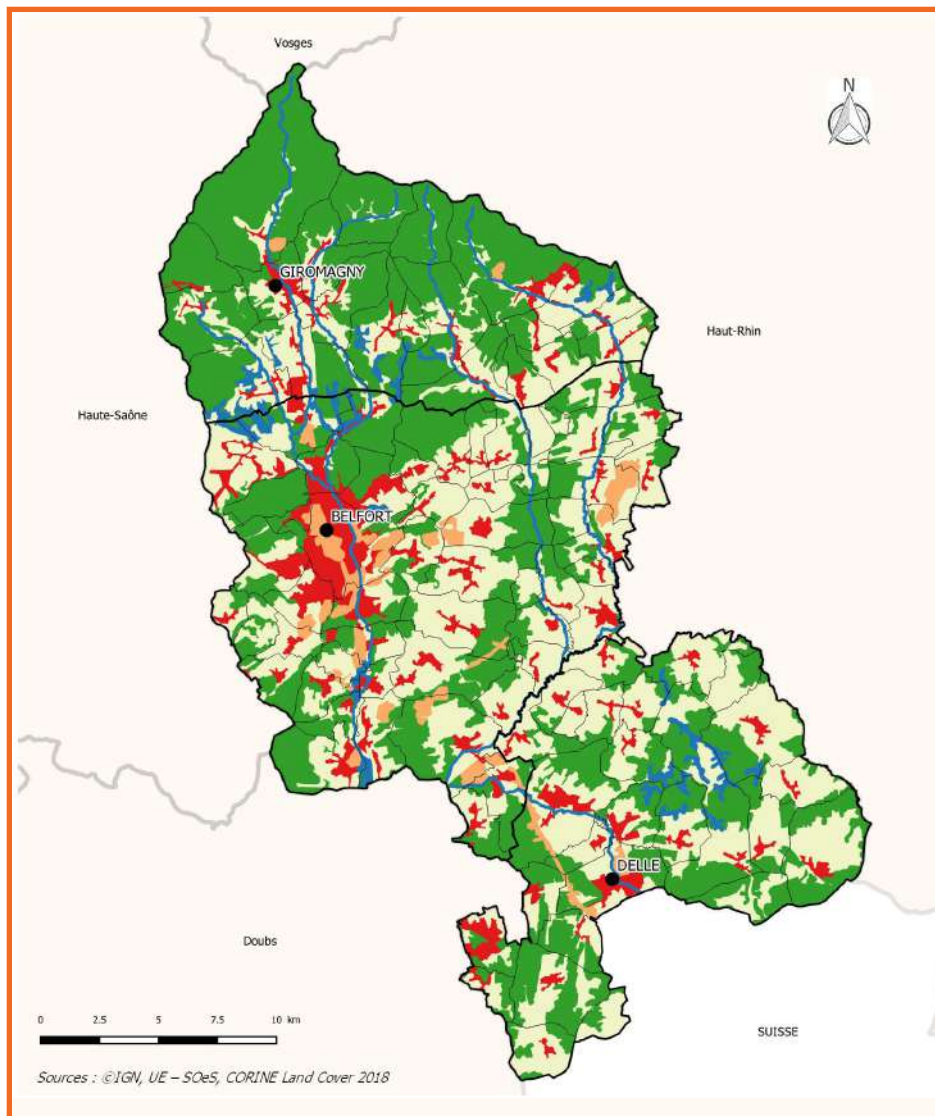 Vosges
N
GIROMAGNY
Haut-Rhin
Haute-Saône
BELFORT
DELLE
Doubs
0 2.5 5 7.5 10 km
SUISSE
Sources : ©IGN, UE – SOeS, CORINE Land Cover 2018